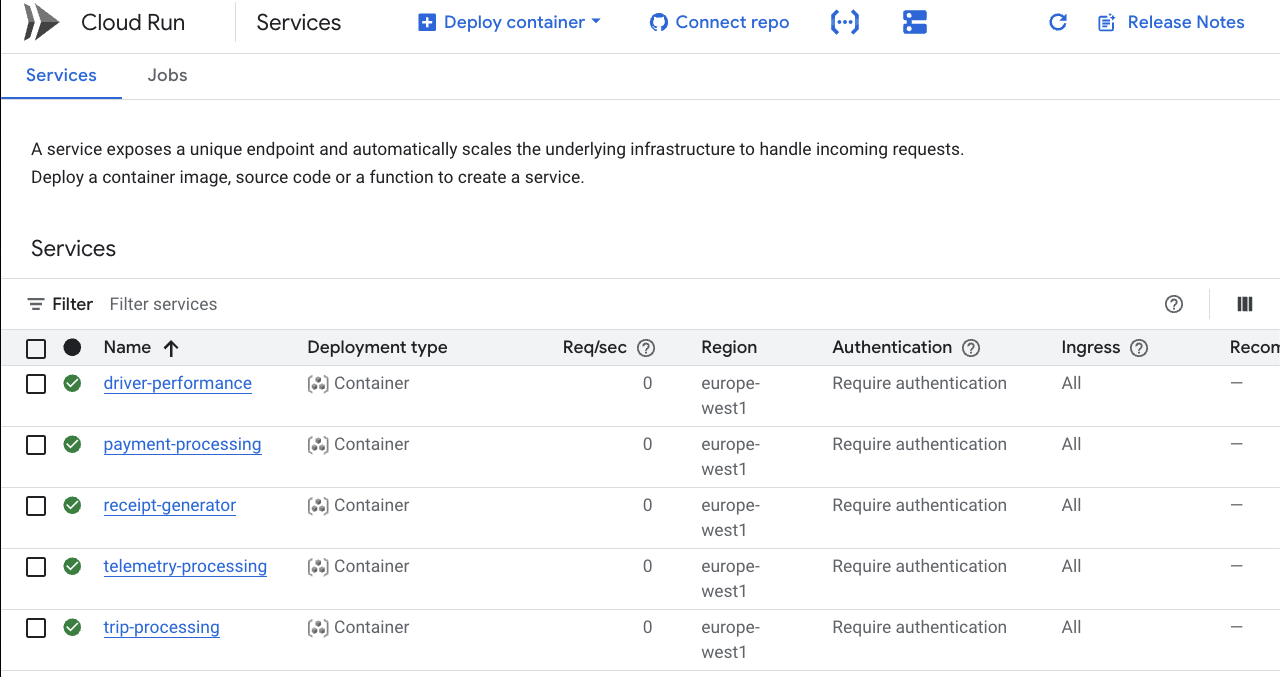 Cloud Run Services Deploy container Connect repo Release Notes
Services Jobs
A service exposes a unique endpoint and automatically scales the underlying infrastructure to handle incoming requests.
Deploy a container image, source code or a function to create a service.
Services
Filter Filter services
Name Deployment type Req/sec Region Authentication Ingress Recom
driver-performance Container 0 europe- Require authentication All —
west1
payment-processing Container 0 europe- Require authentication All —
west1
receipt-generator Container 0 europe- Require authentication All —
west1
telemetry-processing Container 0 europe- Require authentication All —
west1
trip-processing Container 0 europe- Require authentication All —
west1